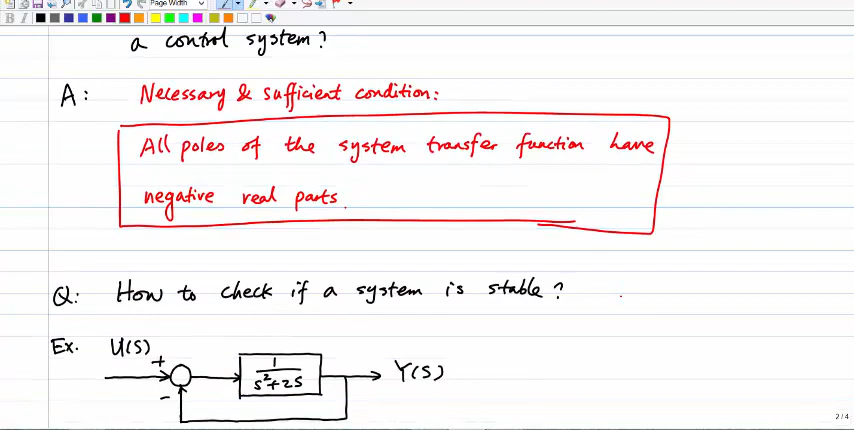 Page Width
B I
a control system?
A: Necessary & sufficient condition:
All poles of the system transfer function have
negative real parts.
Q: How to check if a system is stable?
Ex. U(S)
+
1
s²+2s
Y(S)
-
2/4